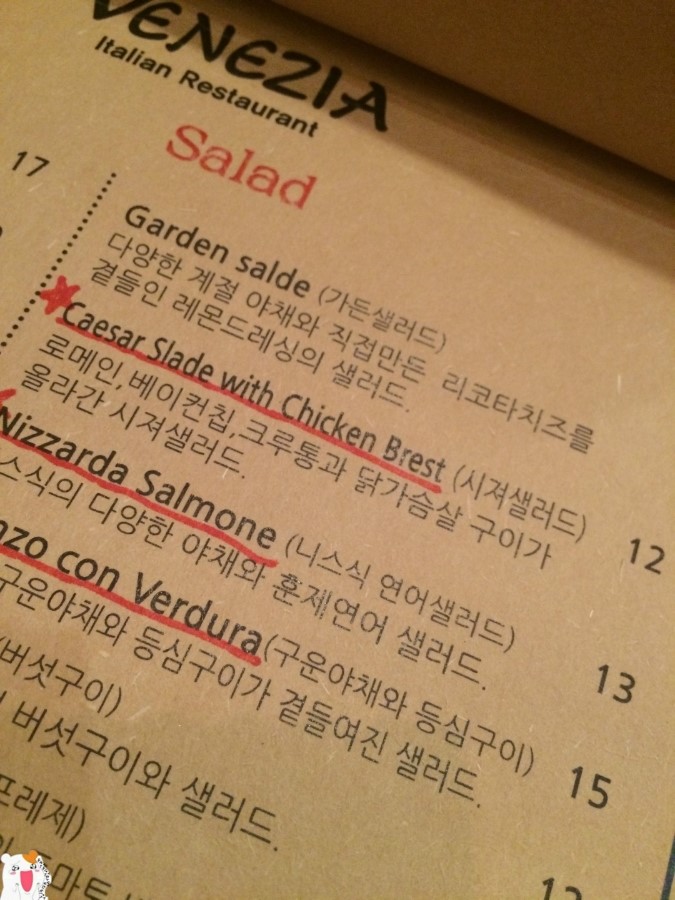 VENEZIA
Italian Restaurant
Salad
17
Garden salde (가든샐러드)
다양한 계절 야채와 직접만든 리코타치즈를
곁들인 레몬드레싱의 샐러드.
Caesar Slade with Chicken Brest (시져샐러드) 12
로메인,베이컨칩,크루통과 닭가슴살 구이가
올라간 시져샐러드.
Nizzarda Salmone (니스식 연어샐러드) 13
스식의 다양한 야채와 훈제연어 샐러드.
nzo con Verdura(구운야채와 등심구이) 15
구운야채와 등심구이가 곁들여진 샐러드.
(버섯구이)
버섯구이와 샐러드.
프레제)